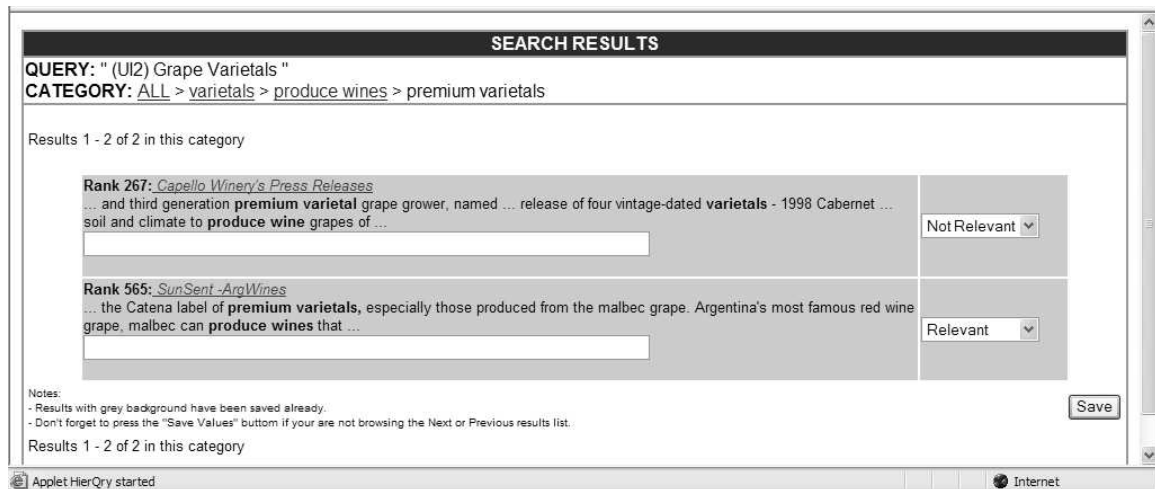 SEARCH RESULTS
QUERY: " (UI2) Grape Varietals "
CATEGORY: ALL > varietals > produce wines > premium varietals
Results 1 - 2 of 2 in this category
Rank 267: Capello Winery's Press Releases
... and third generation premium varietal grape grower, named ... release of four vintage-dated varietals - 1998 Cabernet ...
soil and climate to produce wine grapes of ...
Not Relevant
Rank 565: SunSent -ArgWines
... the Catena label of premium varietals, especially those produced from the malbec grape. Argentina's most famous red wine
grape, malbec can produce wines that ...
Relevant
Notes:
- Results with grey background have been saved already.
- Don't forget to press the "Save Values" buttom if your are not browsing the Next or Previous results list.
Save
Results 1 - 2 of 2 in this category
Applet HierQry started
Internet